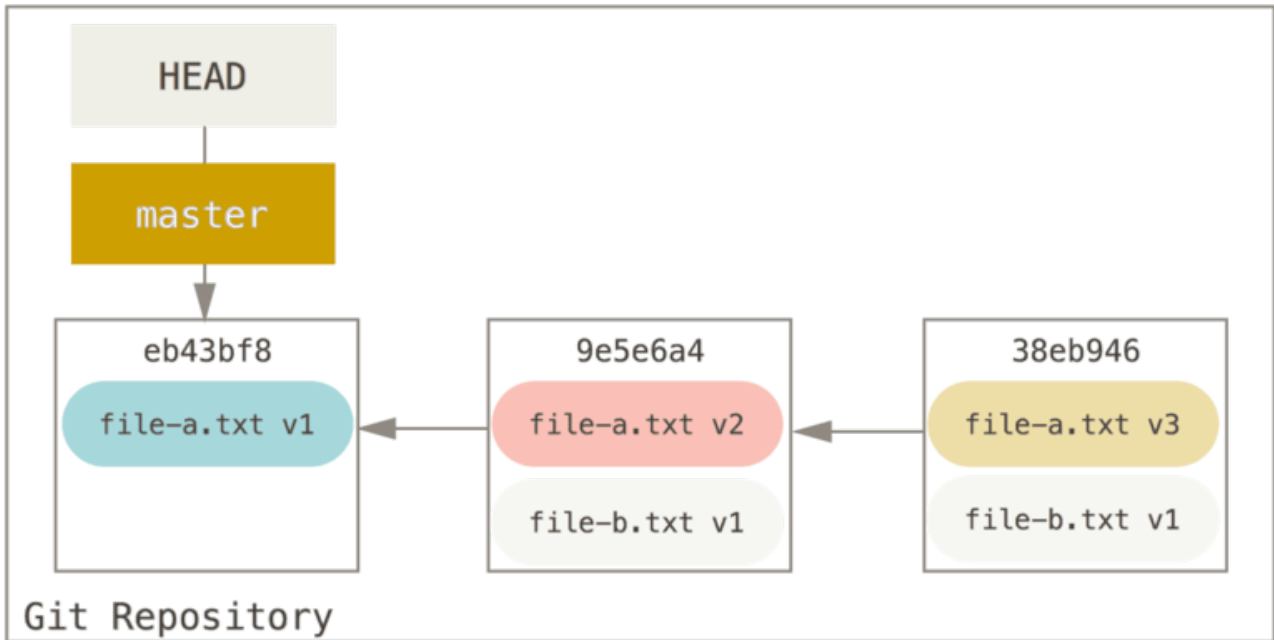 HEAD
master
eb43bf8
file-a.txt v1
9e5e6a4
file-a.txt v2
file-b.txt v1
38eb946
file-a.txt v3
file-b.txt v1
Git Repository